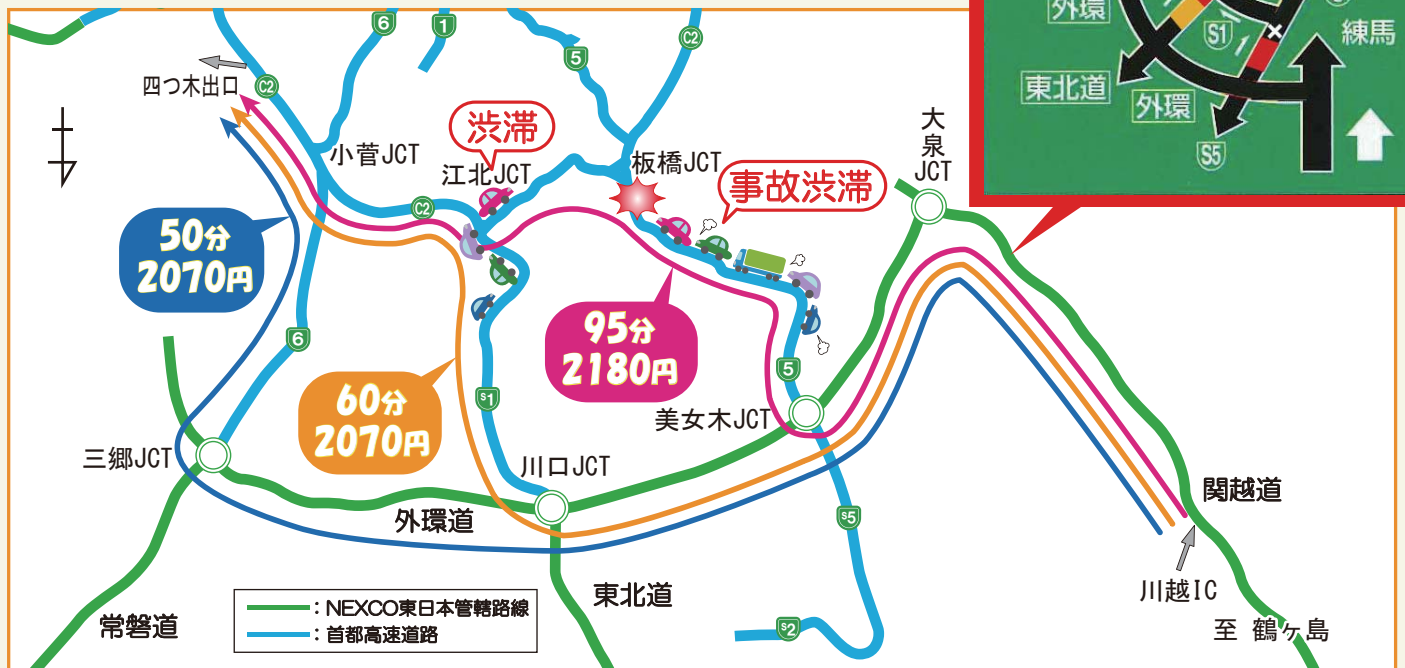 6
1
5
C2
外環
S1
練馬
東北道
外環
S5
四つ木出口
C2
小菅JCT
渋滞
江北JCT
板橋JCT
事故渋滞
大泉JCT
C2
50分
2070円
6
60分
2070円
S1
95分
2180円
5
美女木JCT
三郷JCT
川口JCT
外環道
S5
関越道
川越IC
至 鶴ヶ島
常磐道
東北道
S2
：NEXCO東日本管轄路線
：首都高速道路